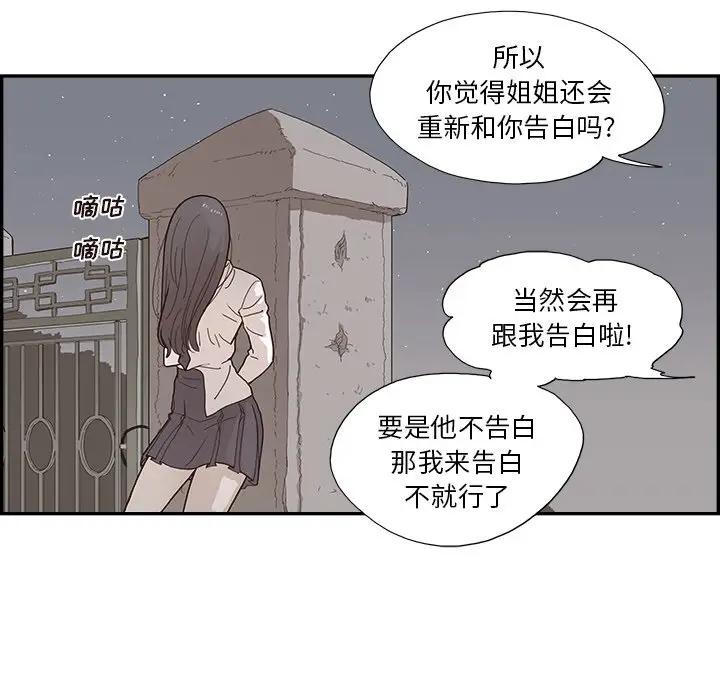 所以
你觉得姐姐还会
重新和你告白吗?
嘀咕
嘀咕
当然会再
跟我告白啦!
要是他不告白
那我来告白
不就行了